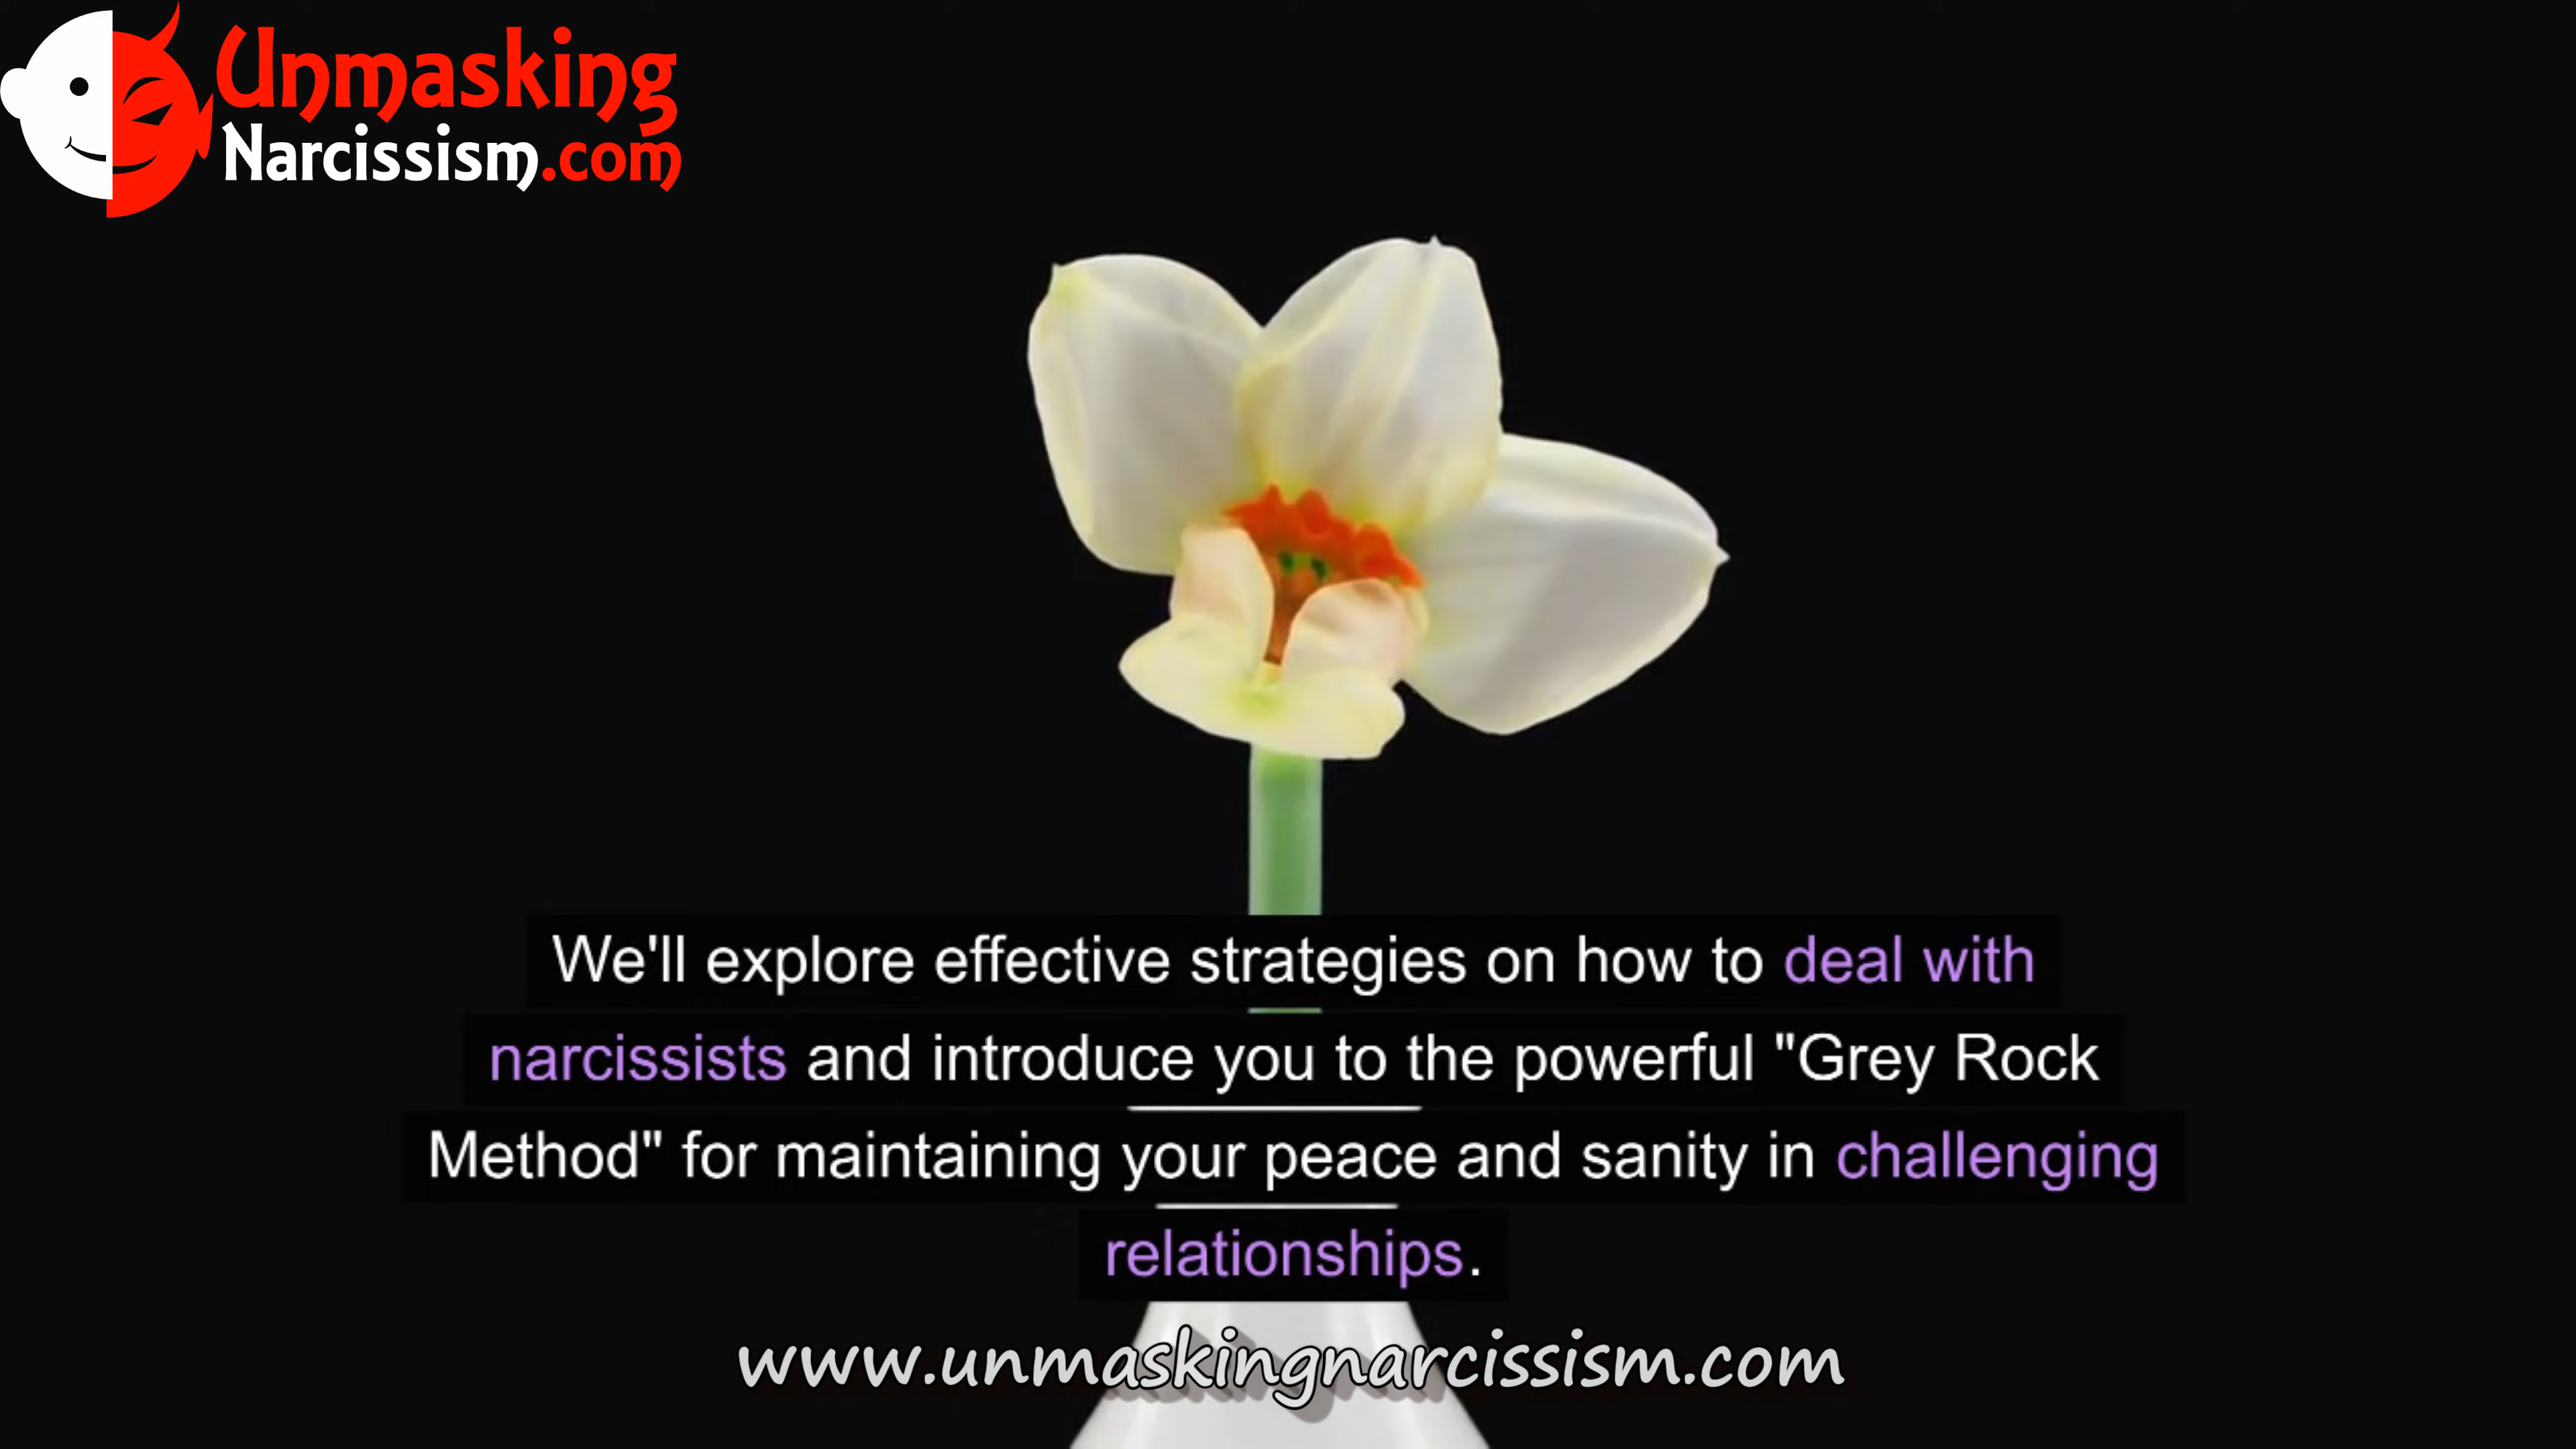 Unmasking
Narcissism.com
We'll explore effective strategies on how to deal with
narcissists and introduce you to the powerful "Grey Rock
Method" for maintaining your peace and sanity in challenging
relationships.
www.unmaskingnarcissism.com